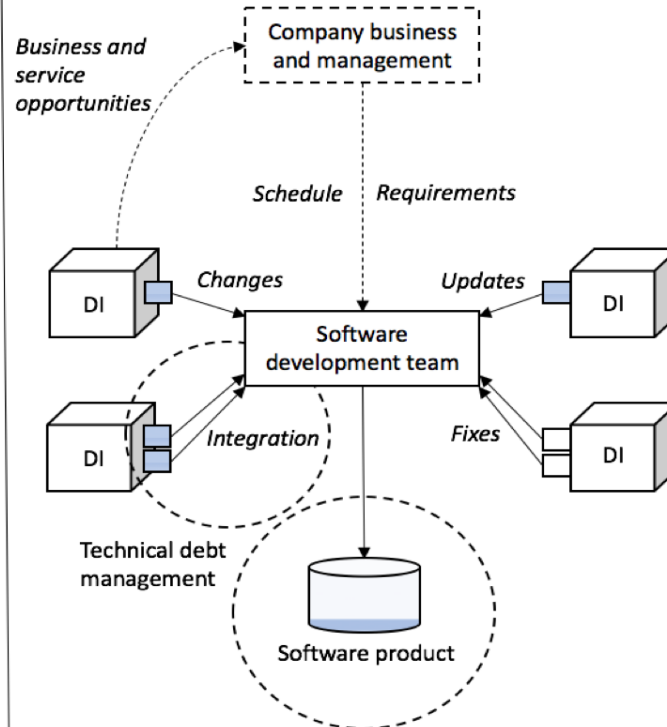 Business and
service
opportunities
Company business
and management
Schedule
Requirements
DI
Changes
Updates
DI
Software
development team
DI
Integration
Fixes
DI
Technical debt
management
Software product